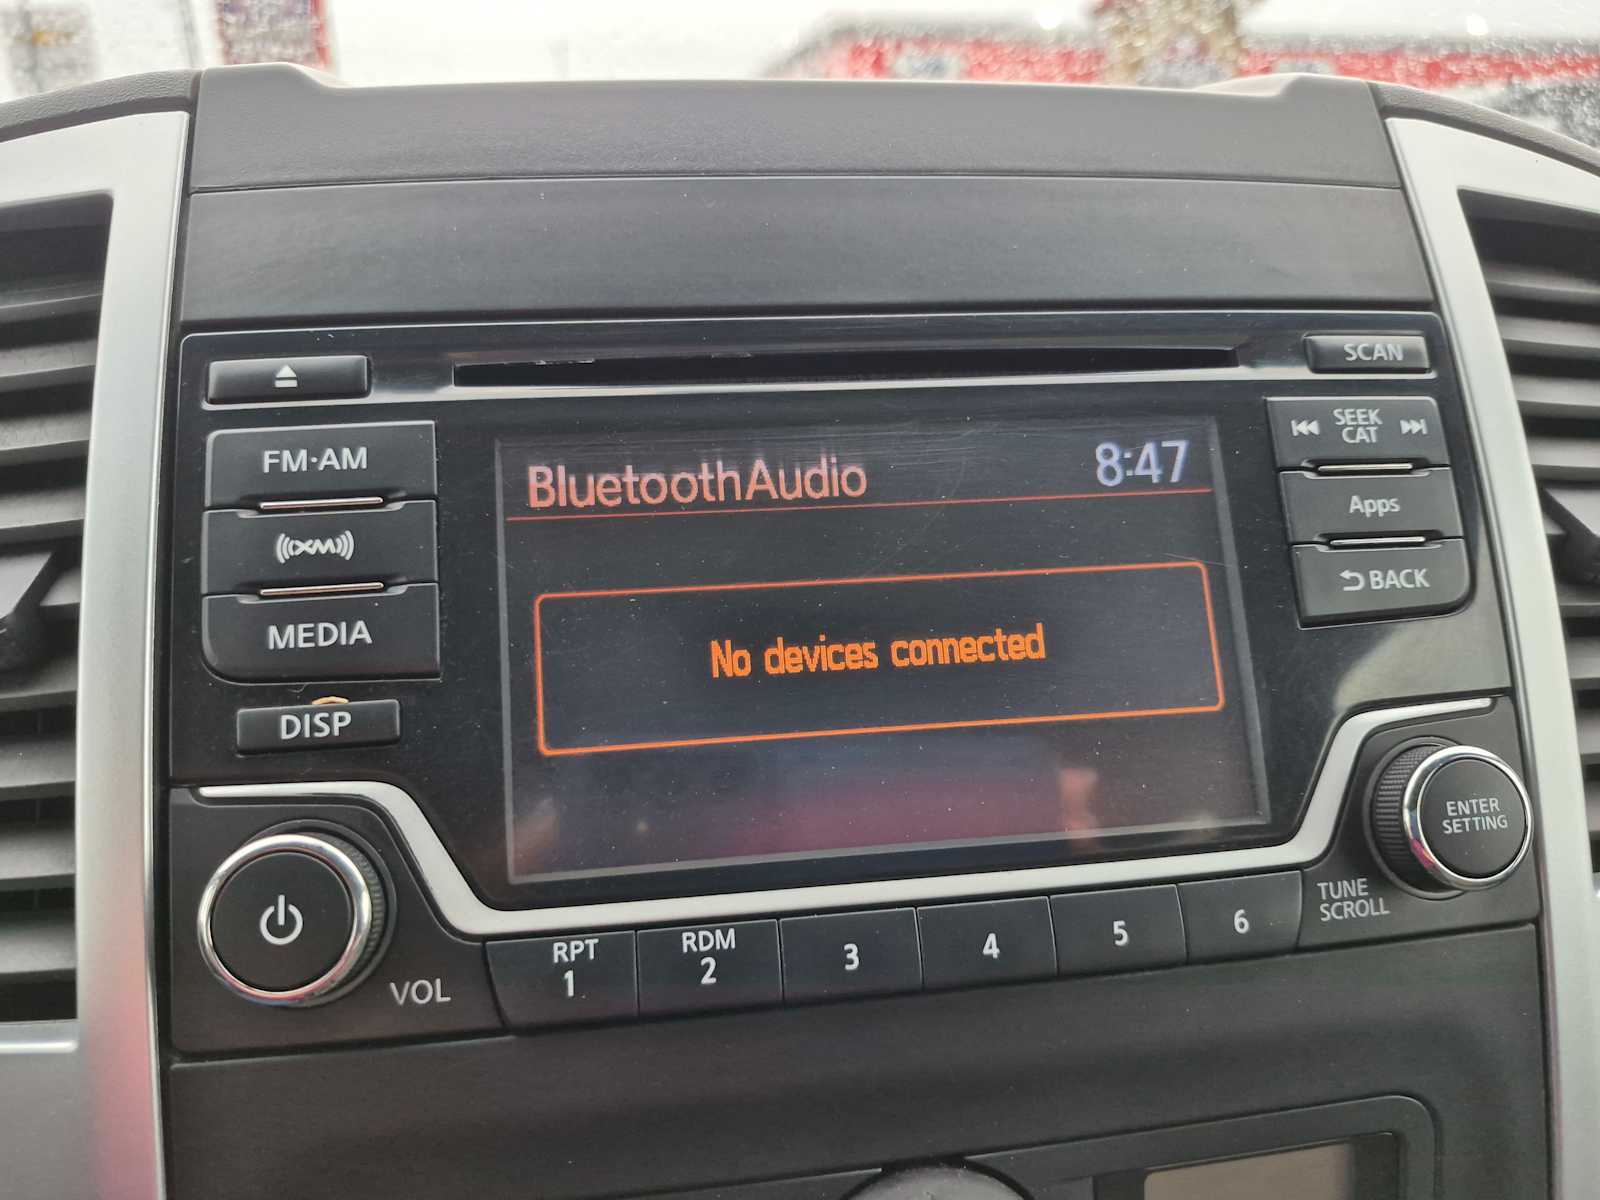 SCAN
FM·AM
SEEK
CAT
BluetoothAudio 8:47
Apps
XM
BACK
No devices connected
MEDIA
DISP
ENTER
SETTING
TUNE
SCROLL
VOL
RPT
1
RDM
2
3
4
5
6